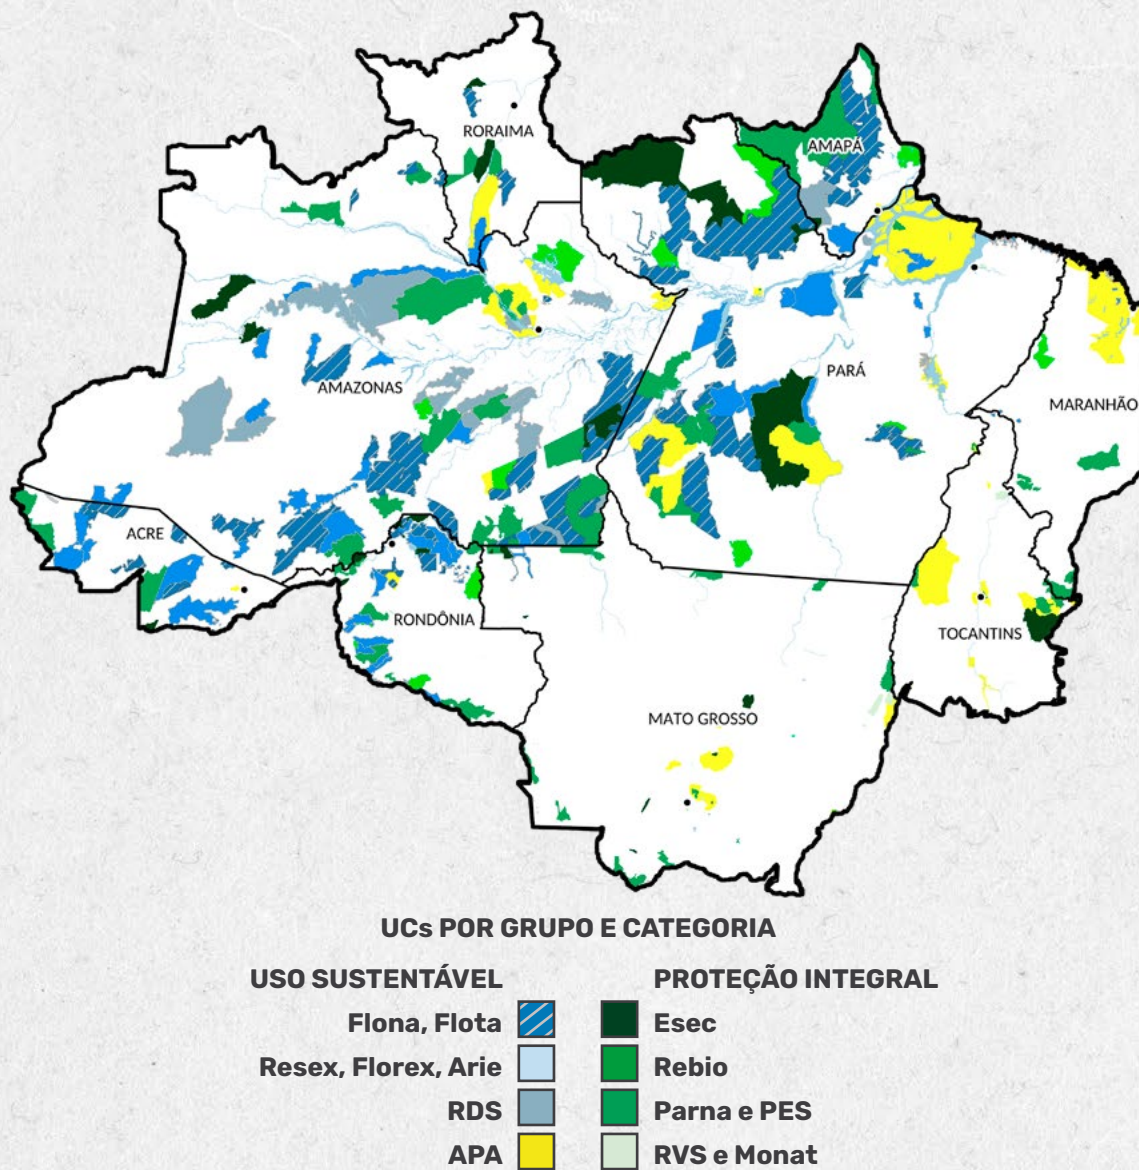 RORAIMA
AMAPÁ
AMAZONAS
PARÁ
MARANHÃO
ACRE
RONDÔNIA
TOCANTINS
MATO GROSSO
UCs POR GRUPO E CATEGORIA
USO SUSTENTÁVEL
Flona, Flota
Resex, Florex, Arie
RDS
APA
PROTEÇÃO INTEGRAL
Esec
Rebio
Parna e PES
RVS e Monat